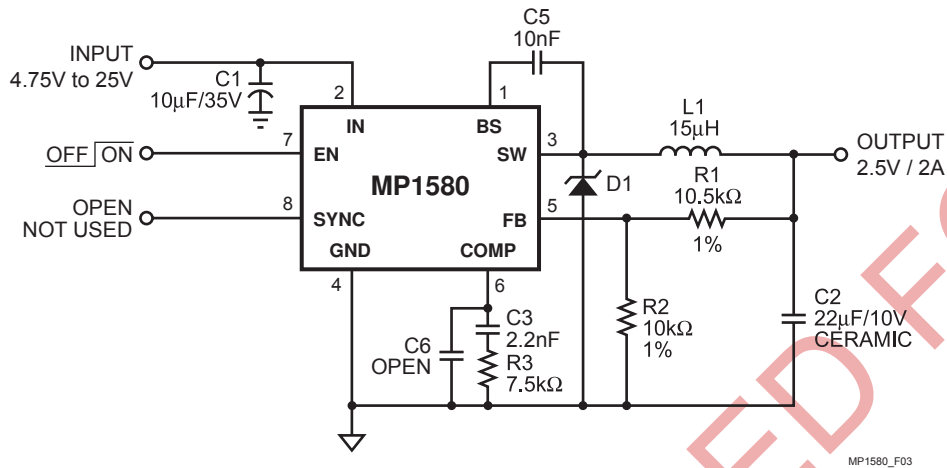 C5
10nF
INPUT
4.75V to 25V
C1
10µF/35V
2
1
L1
15µH
IN
BS
7
3
OFF ON
EN
SW
OUTPUT
2.5V / 2A
MP1580
D1
R1
10.5kΩ
1%
OPEN
NOT USED
8
5
SYNC
FB
GND
COMP
4
6
C3
2.2nF
C6
OPEN
R3
7.5kΩ
R2
10kΩ
1%
C2
22µF/10V
CERAMIC
ED F
MP1580_F03